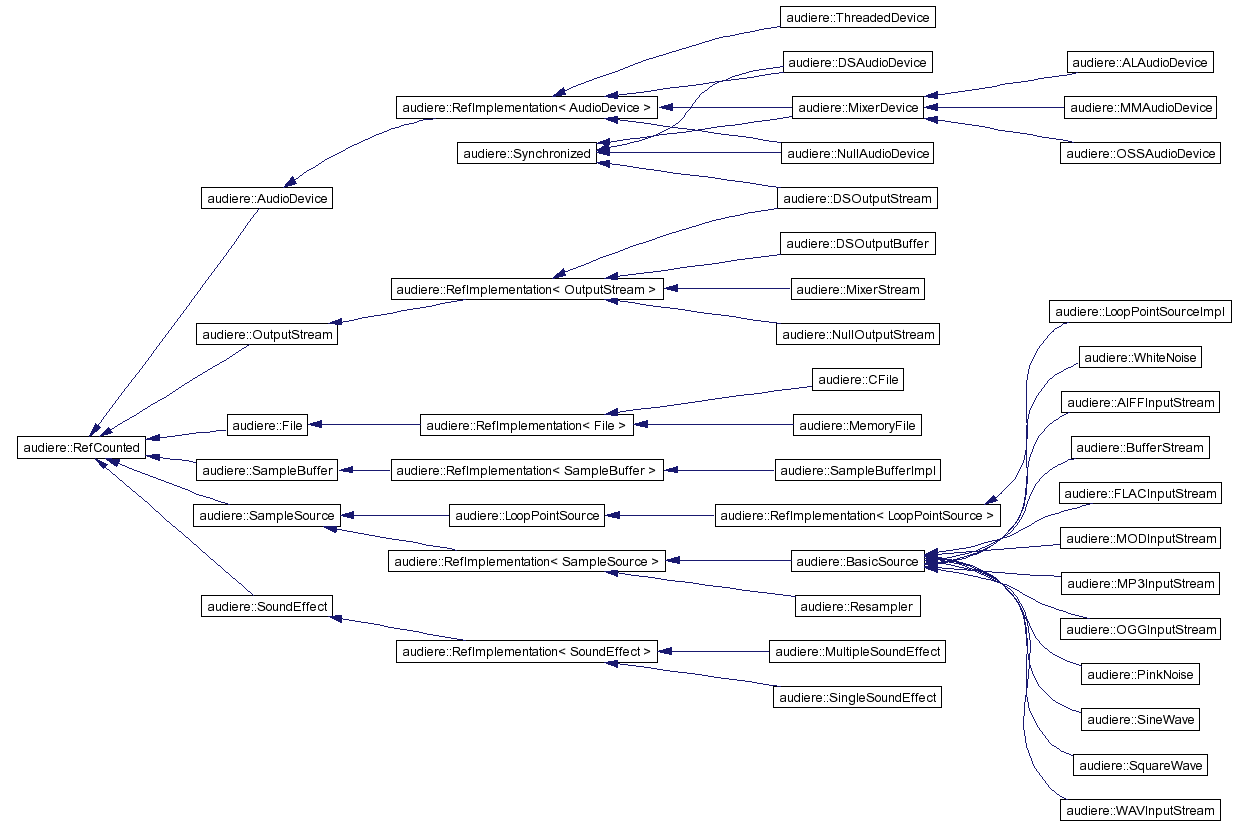 audiere::ThreadedDevice
audiere::DSAudioDevice
audiere::ALAudioDevice
audiere::RefImplementation< AudioDevice >
audiere::MixerDevice
audiere::MMAudioDevice
audiere::Synchronized
audiere::NullAudioDevice
audiere::OSSAudioDevice
audiere::AudioDevice
audiere::DSOutputStream
audiere::DSOutputBuffer
audiere::RefImplementation< OutputStream >
audiere::MixerStream
audiere::LoopPointSourceImpl
audiere::OutputStream
audiere::NullOutputStream
audiere::WhiteNoise
audiere::CFile
audiere::AIFFInputStream
audiere::File
audiere::RefImplementation< File >
audiere::MemoryFile
audiere::RefCounted
audiere::BufferStream
audiere::SampleBuffer
audiere::RefImplementation< SampleBuffer >
audiere::SampleBufferImpl
audiere::FLACInputStream
audiere::SampleSource
audiere::LoopPointSource
audiere::RefImplementation< LoopPointSource >
audiere::MODInputStream
audiere::RefImplementation< SampleSource >
audiere::BasicSource
audiere::MP3InputStream
audiere::SoundEffect
audiere::Resampler
audiere::OGGInputStream
audiere::RefImplementation< SoundEffect >
audiere::MultipleSoundEffect
audiere::PinkNoise
audiere::SingleSoundEffect
audiere::SineWave
audiere::SquareWave
audiere::WAVInputStream